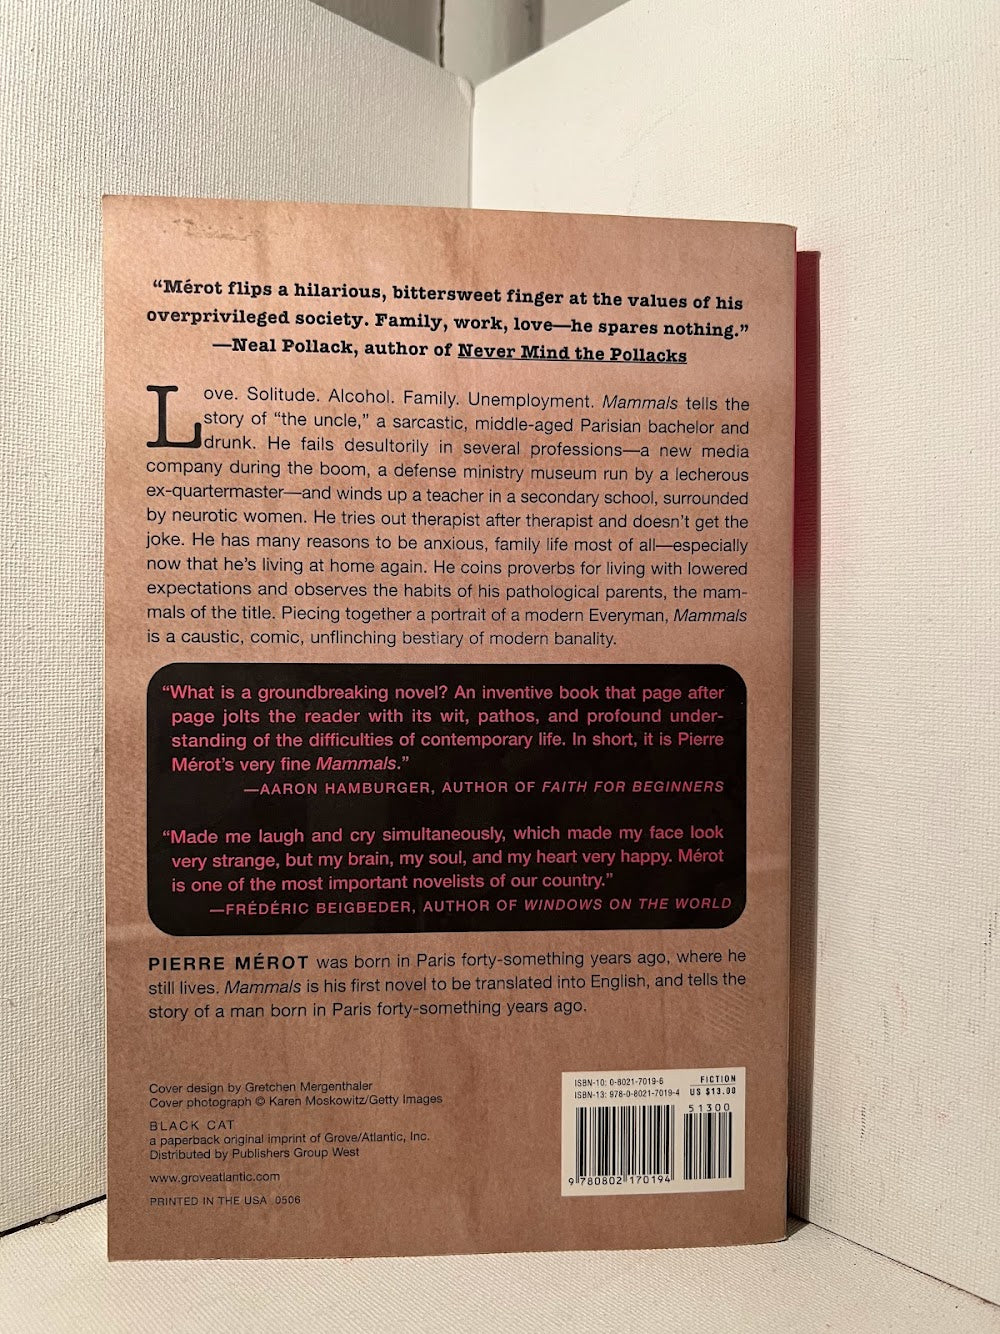 “Mérot flips a hilarious, bittersweet finger at the values of his
overprivileged society. Family, work, love—he spares nothing.”
—Neal Pollack, author of Never Mind the Pollacks
Love. Solitude. Alcohol. Family. Unemployment. Mammals tells the
story of “the uncle,” a sarcastic, middle-aged Parisian bachelor and
drunk. He fails desultorily in several professions—a new media
company during the boom, a defense ministry museum run by a lecherous
ex-quartermaster—and winds up a teacher in a secondary school, surrounded
by neurotic women. He tries out therapist after therapist and doesn’t get the
joke. He has many reasons to be anxious, family life most of all—especially
now that he’s living at home again. He coins proverbs for living with lowered
expectations and observes the habits of his pathological parents, the mam-
mals of the title. Piecing together a portrait of a modern Everyman, Mammals
is a caustic, comic, unflinching bestiary of modern banality.
“What is a groundbreaking novel? An inventive book that page after
page jolts the reader with its wit, pathos, and profound under-
standing of the difficulties of contemporary life. In short, it is Pierre
Mérot’s very fine Mammals.”
—AARON HAMBURGER, AUTHOR OF FAITH FOR BEGINNERS
“Made me laugh and cry simultaneously, which made my face look
very strange, but my brain, my soul, and my heart very happy. Mérot
is one of the most important novelists of our country.”
—FRÉDÉRIC BEIGBEDER, AUTHOR OF WINDOWS ON THE WORLD
PIERRE MÉROT was born in Paris forty-something years ago, where he
still lives. Mammals is his first novel to be translated into English, and tells the
story of a man born in Paris forty-something years ago.
Cover design by Gretchen Mergenthaler
Cover photograph © Karen Moskowitz/Getty Images
BLACK CAT
a paperback original imprint of Grove/Atlantic, Inc.
Distributed by Publishers Group West
www.groveatlantic.com
PRINTED IN THE USA 0506
ISBN-10: 0-8021-7019-6 FICTION
ISBN-13: 978-0-8021-7019-4 US $13.00
51300
9 780802 170194